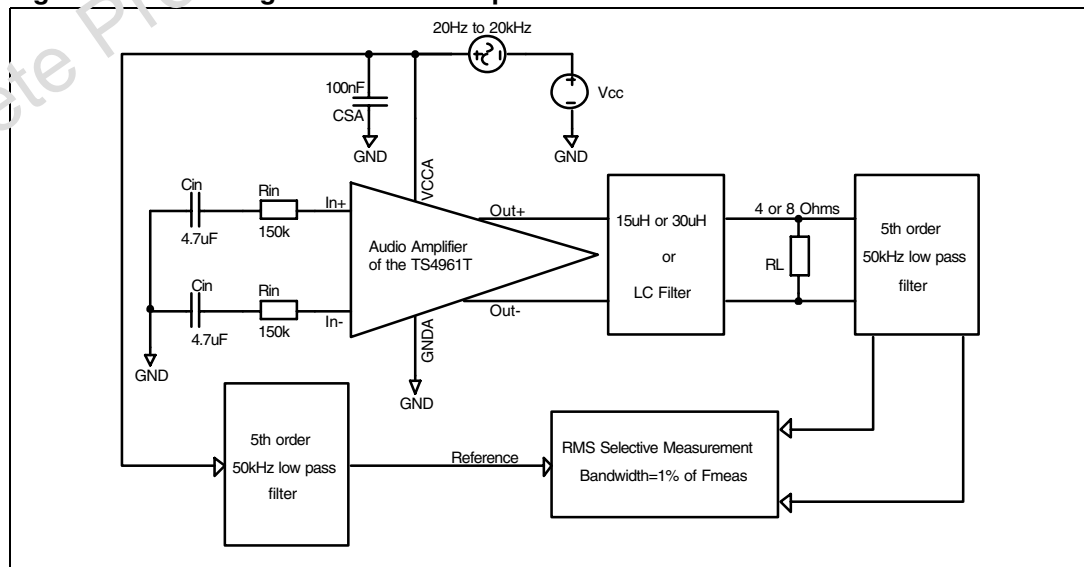 20Hz to 20kHz
100nF
CSA
Vcc
GND
GND
VCCA
Cin
Rin
In+
4.7uF
150k
Audio Amplifier
of the TS4961T
Out+
15uH or 30uH
or
LC Filter
4 or 8 Ohms
RL
5th order
50kHz low pass
filter
Cin
Rin
In-
4.7uF
150k
Out-
GNDA
GND
GND
5th order
50kHz low pass
filter
Reference
RMS Selective Measurement
Bandwidth=1% of Fmeas